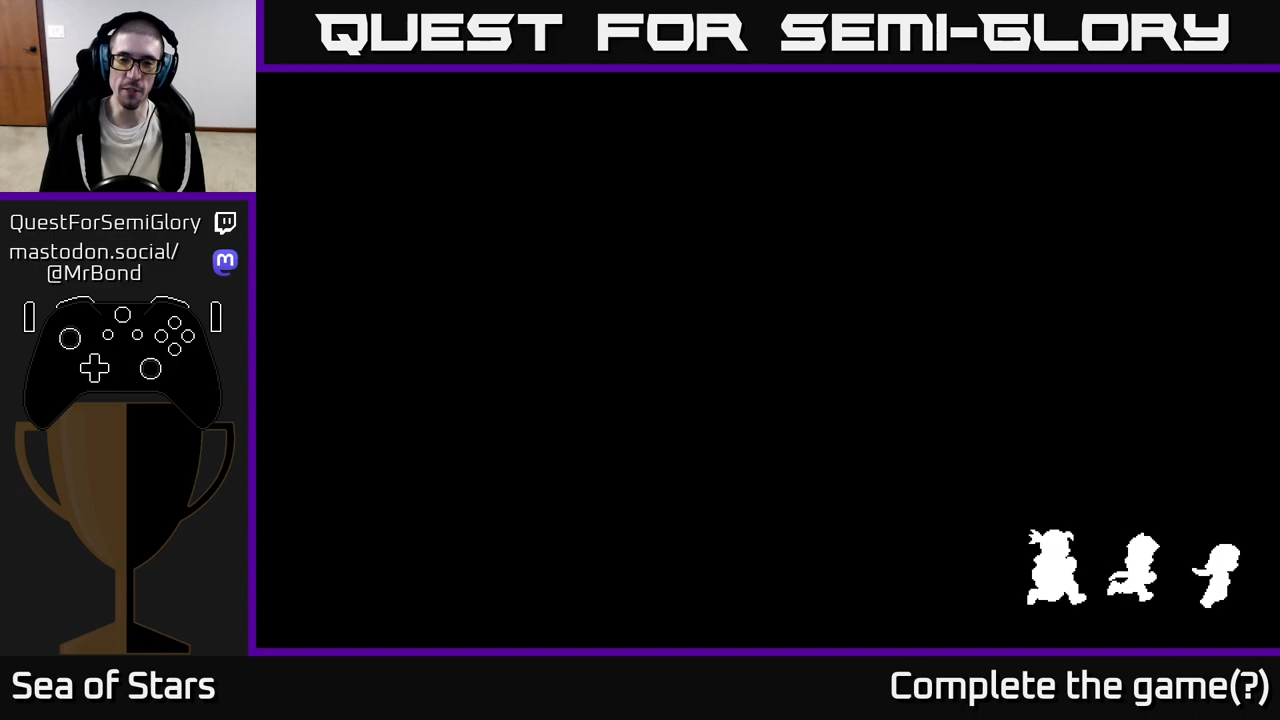 QUEST FOR SEMI-GLORY
QuestForSemiGlory
mastodon.social/
@MrBond
Sea of Stars
Complete the game(?)